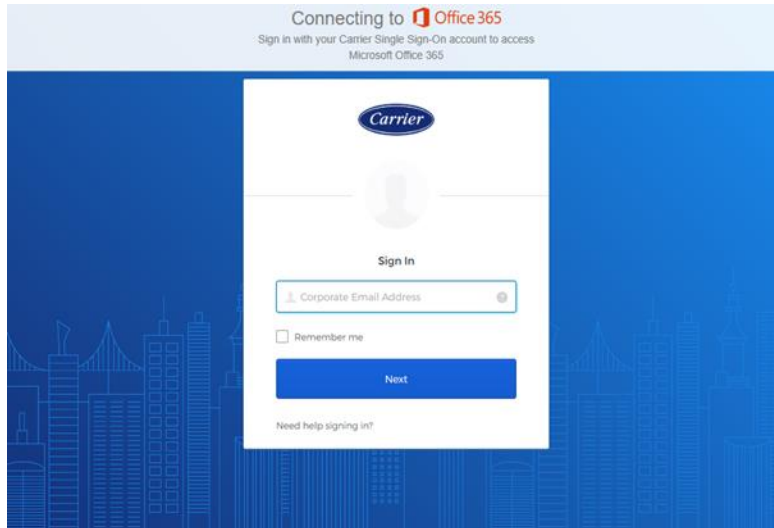 Connecting to Office 365
Sign in with your Carrier Single Sign-On account to access
Microsoft Office 365
Carrier
Sign In
Corporate Email Address
Remember me
Next
Need help signing in?